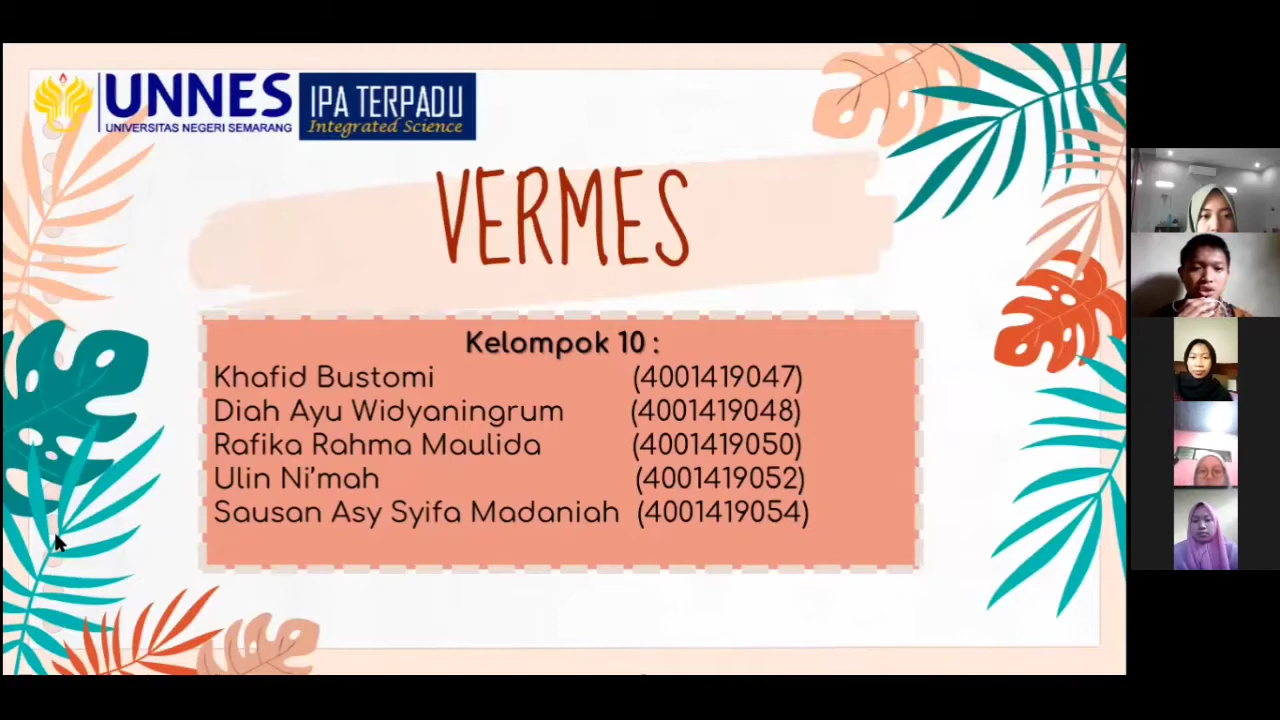 UNNES
UNIVERSITAS NEGERI SEMARANG
IPA TERPADU
Integrated Science
VERMES
Kelompok 10 :
Khafid Bustomi (4001419047)
Diah Ayu Widyaningrum (4001419048)
Rafika Rahma Maulida (4001419050)
Ulin Ni'mah (4001419052)
Sausan Asy Syifa Madaniah (4001419054)